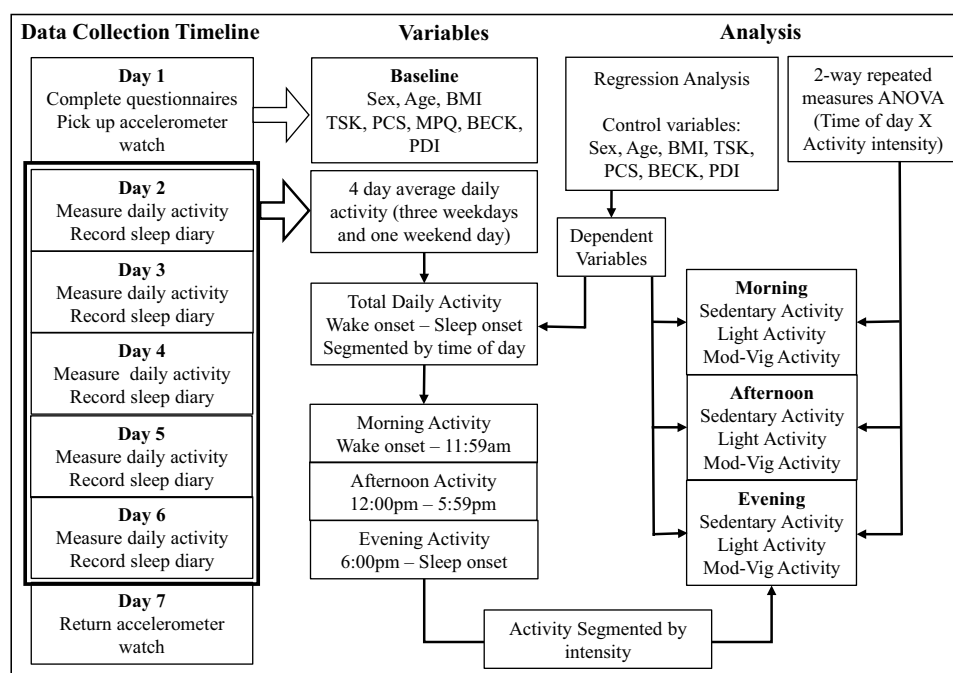 Data Collection Timeline
Day 1
Complete questionnaires
Pick up accelerometer
watch
Day 2
Measure daily activity
Record sleep diary
Day 3
Measure daily activity
Record sleep diary
Day 4
Measure daily activity
Record sleep diary
Day 5
Measure daily activity
Record sleep diary
Day 6
Measure daily activity
Record sleep diary
Day 7
Return accelerometer
watch
Variables
Baseline
Sex, Age, BMI
TSK, PCS, MPQ, BECK,
PDI
4 day average daily
activity (three weekdays
and one weekend day)
Total Daily Activity
Wake onset – Sleep onset
Segmented by time of day
Morning Activity
Wake onset – 11:59am
Afternoon Activity
12:00pm – 5:59pm
Evening Activity
6:00pm – Sleep onset
Analysis
Regression Analysis
Control variables:
Sex, Age, BMI, TSK,
PCS, BECK, PDI
2-way repeated
measures ANOVA
(Time of day X
Activity intensity)
Dependent
Variables
Morning
Sedentary Activity
Light Activity
Mod-Vig Activity
Afternoon
Sedentary Activity
Light Activity
Mod-Vig Activity
Evening
Sedentary Activity
Light Activity
Mod-Vig Activity
Activity Segmented by
intensity